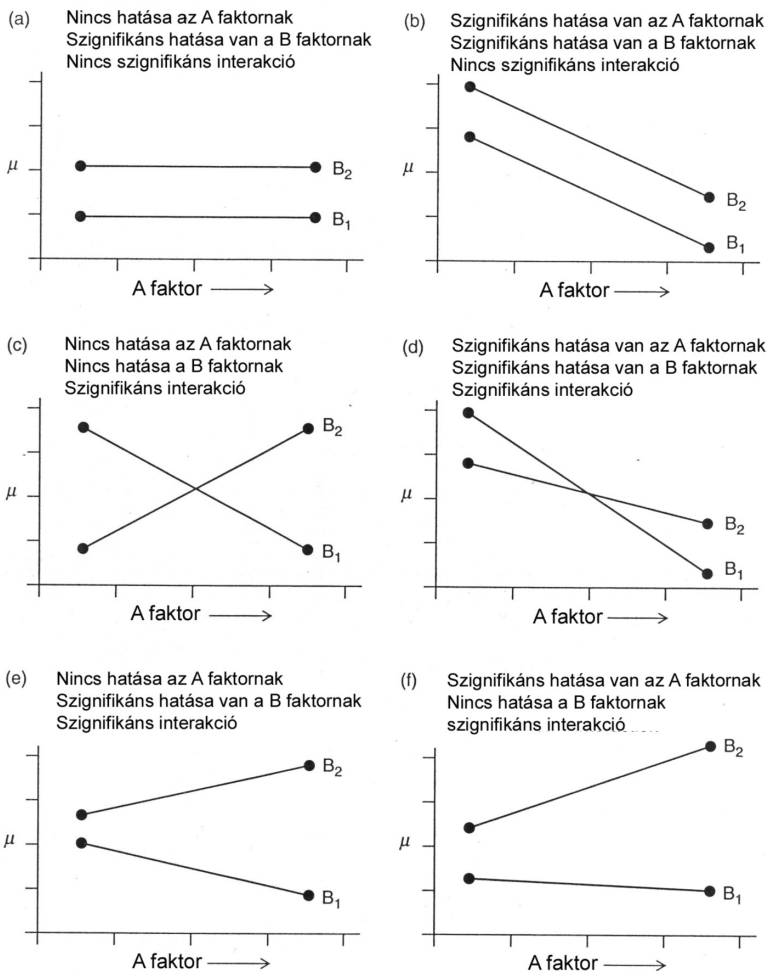 (a)
Nincs hatása az A faktornak
Szignifikáns hatása van a B faktornak
Nincs szignifikáns interakció
μ
B2
B1
A faktor
(b)
Szignifikáns hatása van az A faktornak
Szignifikáns hatása van a B faktornak
Nincs szignifikáns interakció
μ
B2
B1
A faktor
(c)
Nincs hatása az A faktornak
Nincs hatása a B faktornak
Szignifikáns interakció
μ
B2
B1
A faktor
(d)
Szignifikáns hatása van az A faktornak
Szignifikáns hatása van a B faktornak
Szignifikáns interakció
μ
B2
B1
A faktor
(e)
Nincs hatása az A faktornak
Szignifikáns hatása van a B faktornak
Szignifikáns interakció
μ
B2
B1
A faktor
(f)
Szignifikáns hatása van az A faktornak
Nincs hatása a B faktornak
szignifikáns interakció
μ
B2
B1
A faktor